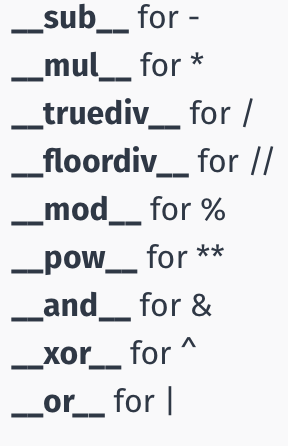 __sub__ for -
__mul__ for *
__truediv__ for /
__floordiv__ for //
__mod__ for %
__pow__ for **
__and__ for &
__xor__ for ^
__or__ for |